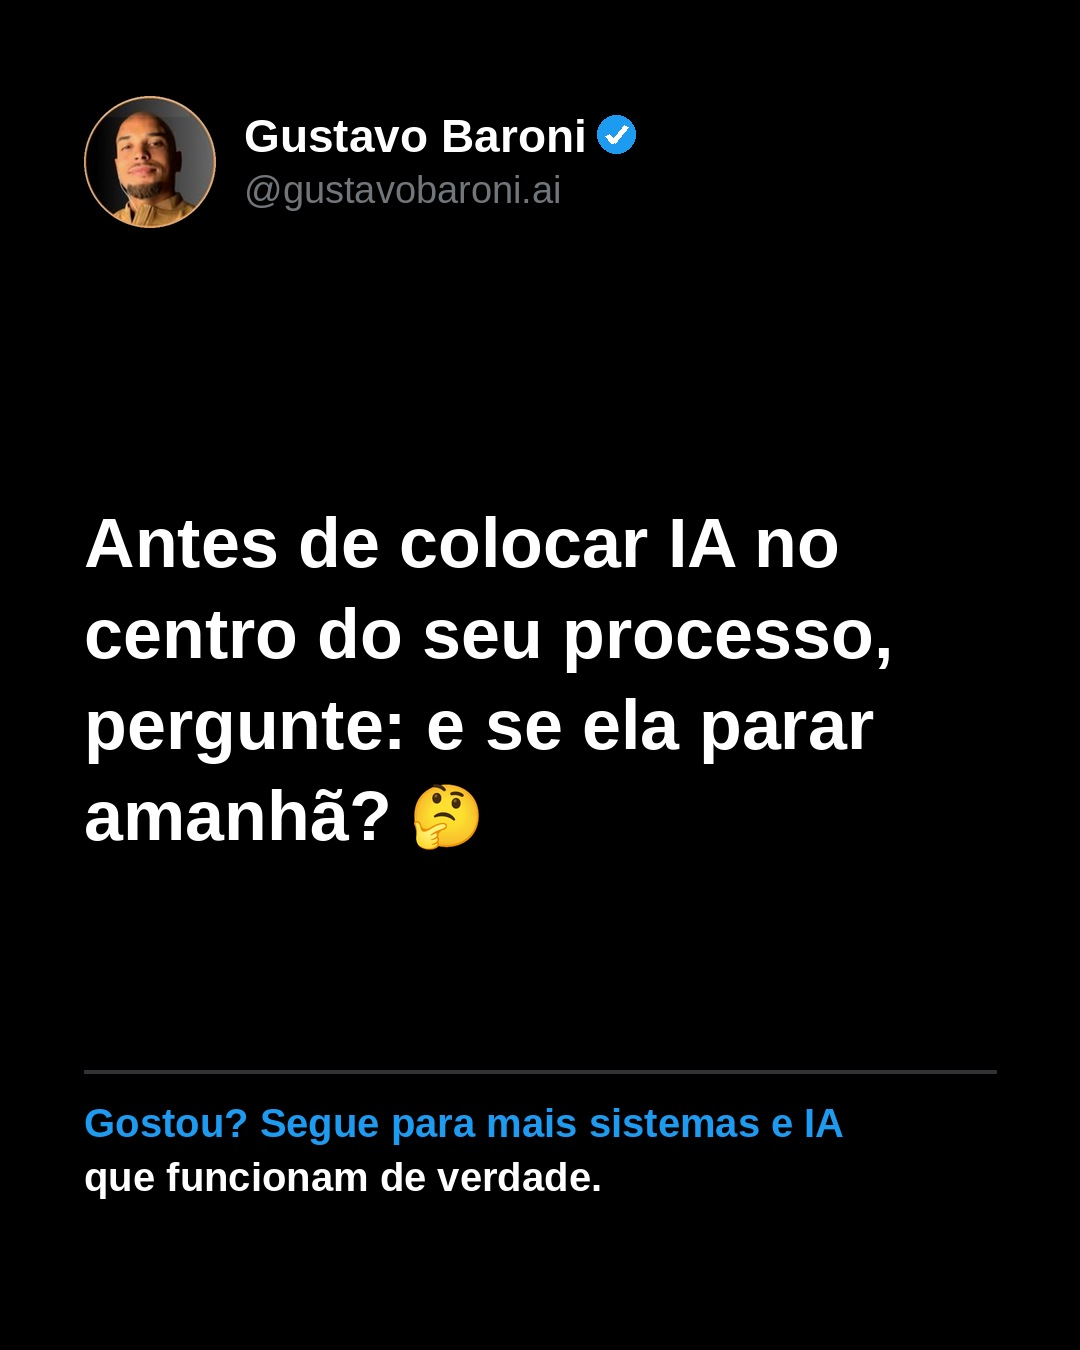 Gustavo Baroni
@gustavobaroni.ai
Antes de colocar IA no
centro do seu processo,
pergunte: e se ela parar
amanhã? 🤔
Gostou? Segue para mais sistemas e IA
que funcionam de verdade.